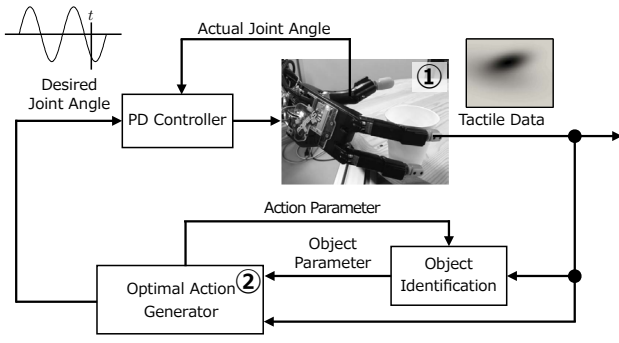 t
Actual Joint Angle
①
Desired
Joint Angle
PD Controller
Tactile Data
Action Parameter
Object
Parameter
Object
Identification
②
Optimal Action
Generator